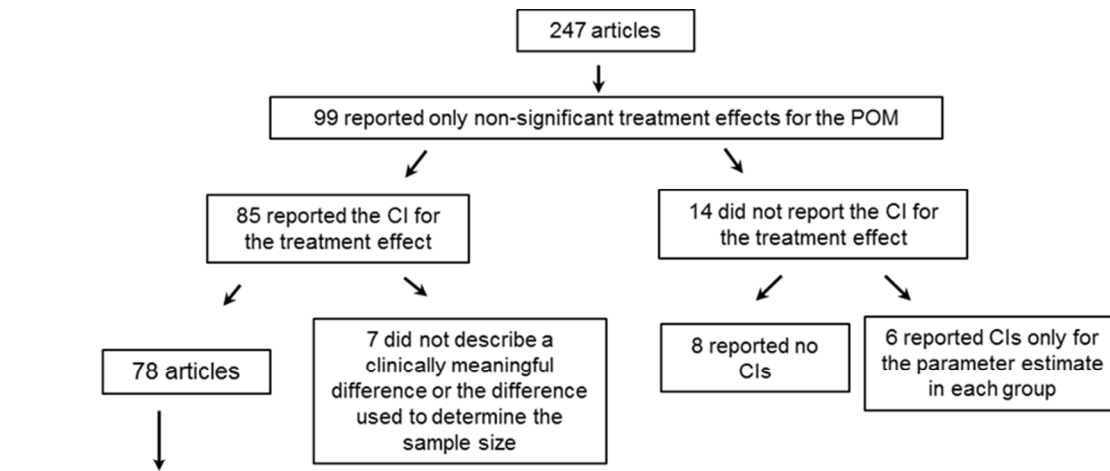 247 articles
99 reported only non-significant treatment effects for the POM
85 reported the CI for
the treatment effect
14 did not report the CI for
the treatment effect
78 articles
7 did not describe a
clinically meaningful
difference or the difference
used to determine the
sample size
8 reported no
CIs
6 reported CIs only for
the parameter estimate
in each group